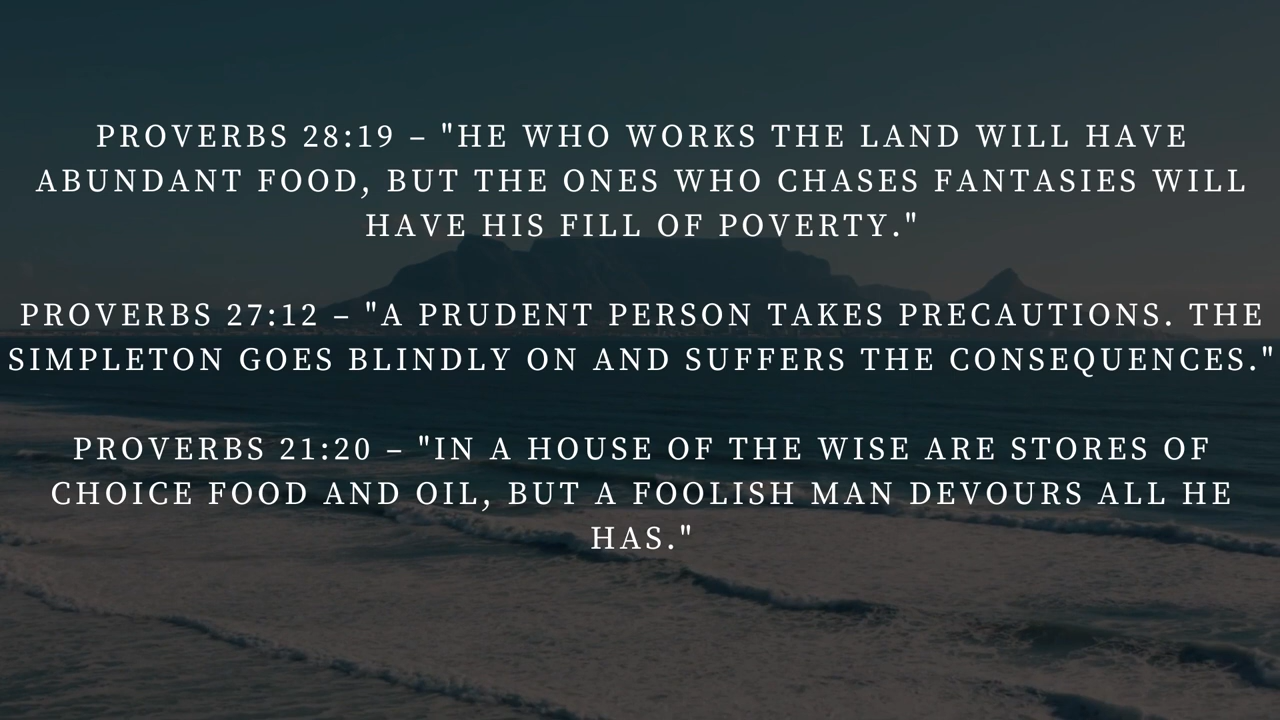 PROVERBS 28:19 – "HE WHO WORKS THE LAND WILL HAVE
ABUNDANT FOOD, BUT THE ONES WHO CHASES FANTASIES WILL
HAVE HIS FILL OF POVERTY."
PROVERBS 27:12 – "A PRUDENT PERSON TAKES PRECAUTIONS. THE
SIMPLETON GOES BLINDLY ON AND SUFFERS THE CONSEQUENCES."
PROVERBS 21:20 – "IN A HOUSE OF THE WISE ARE STORES OF
CHOICE FOOD AND OIL, BUT A FOOLISH MAN DEVOURS ALL HE
HAS."